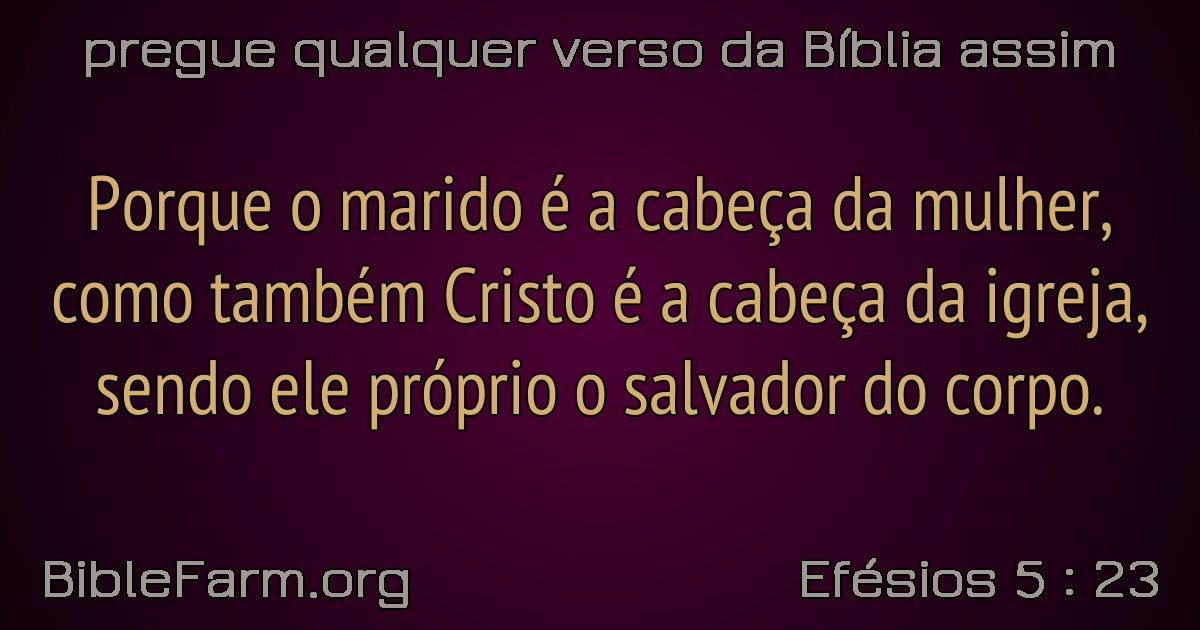 pregue qualquer verso da Bíblia assim
Porque o marido é a cabeça da mulher,
como também Cristo é a cabeça da igreja,
sendo ele próprio o salvador do corpo.
BibleFarm.org
Efésios 5 : 23